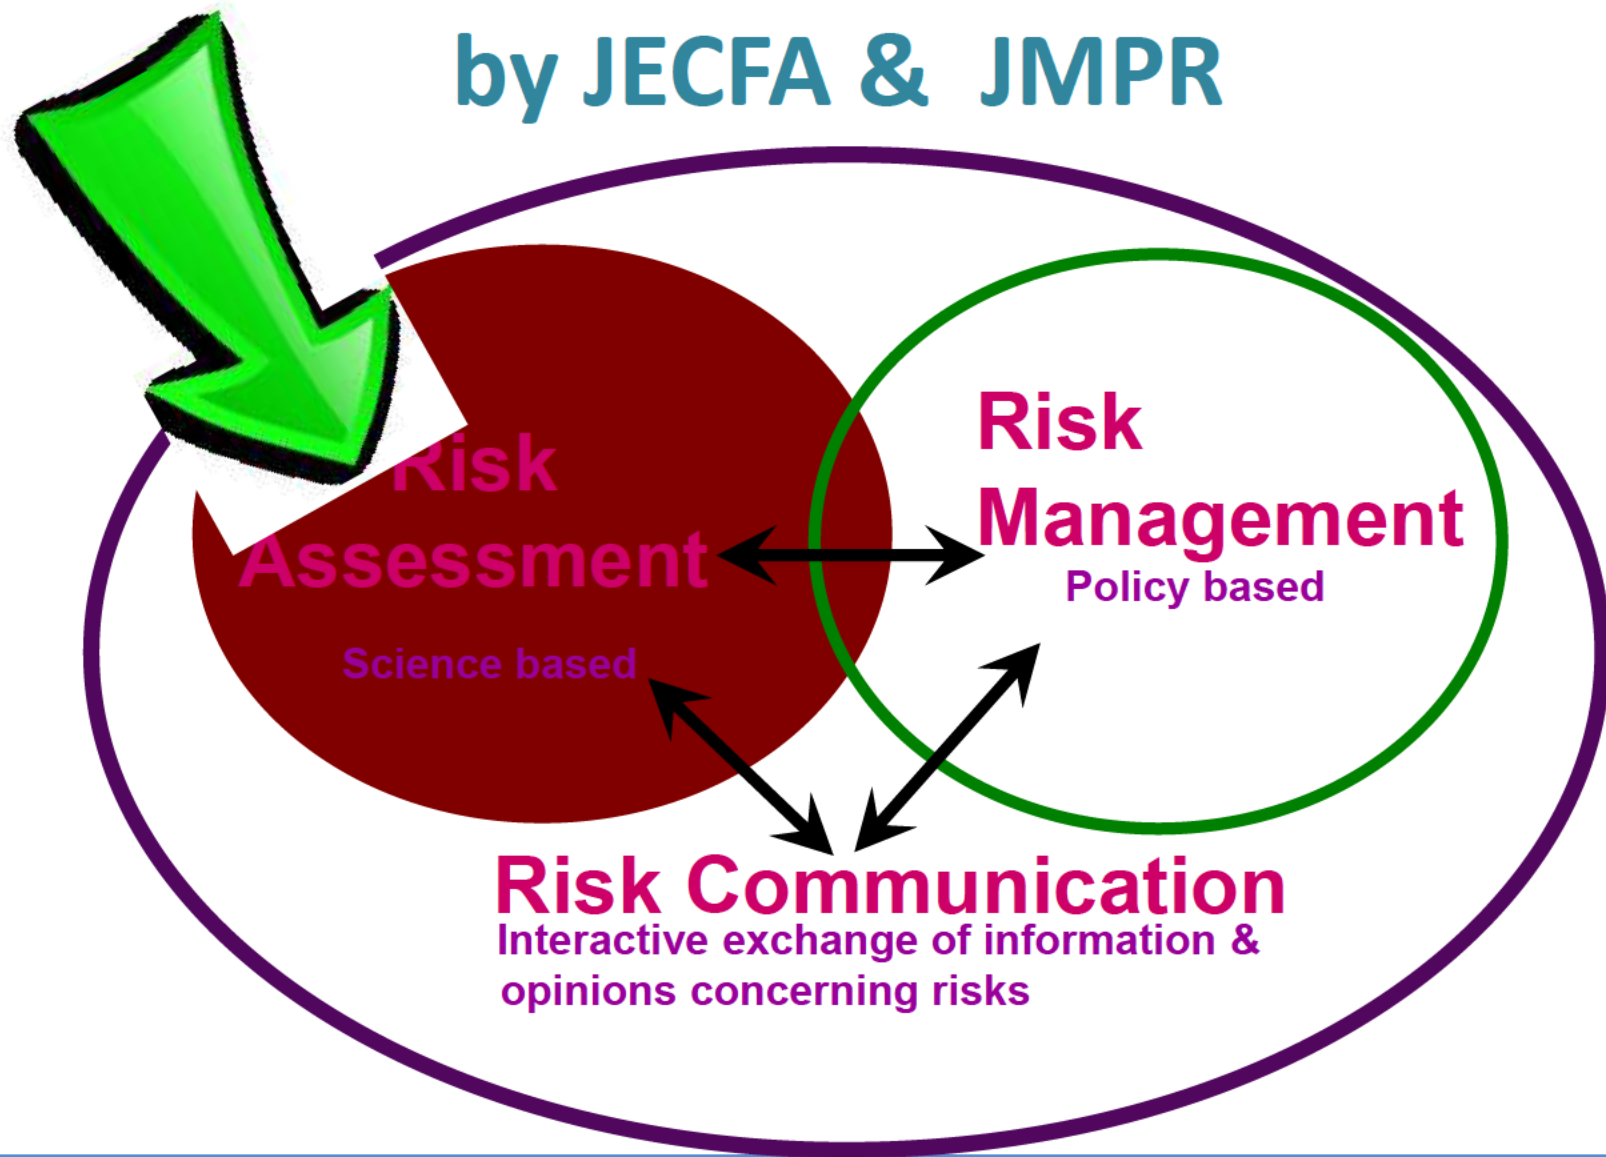 by JECFA & JMPR
Risk
Assessment
Science based
Risk
Management
Policy based
Risk Communication
Interactive exchange of information &
opinions concerning risks